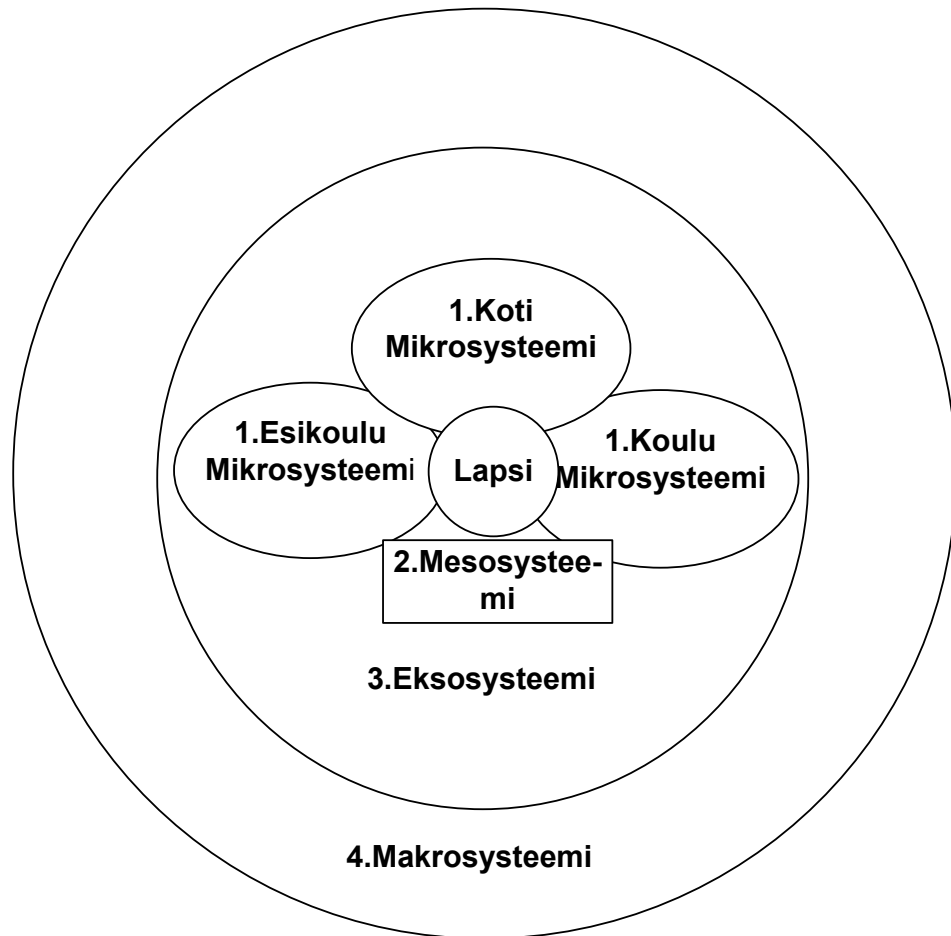 1.Koti
Mikrosysteemi
1.Esikoulu
Mikrosysteemi
Lapsi
1.Koulu
Mikrosysteemi
2.Mesosystee-
mi
3.Eksosysteemi
4.Makrosysteemi